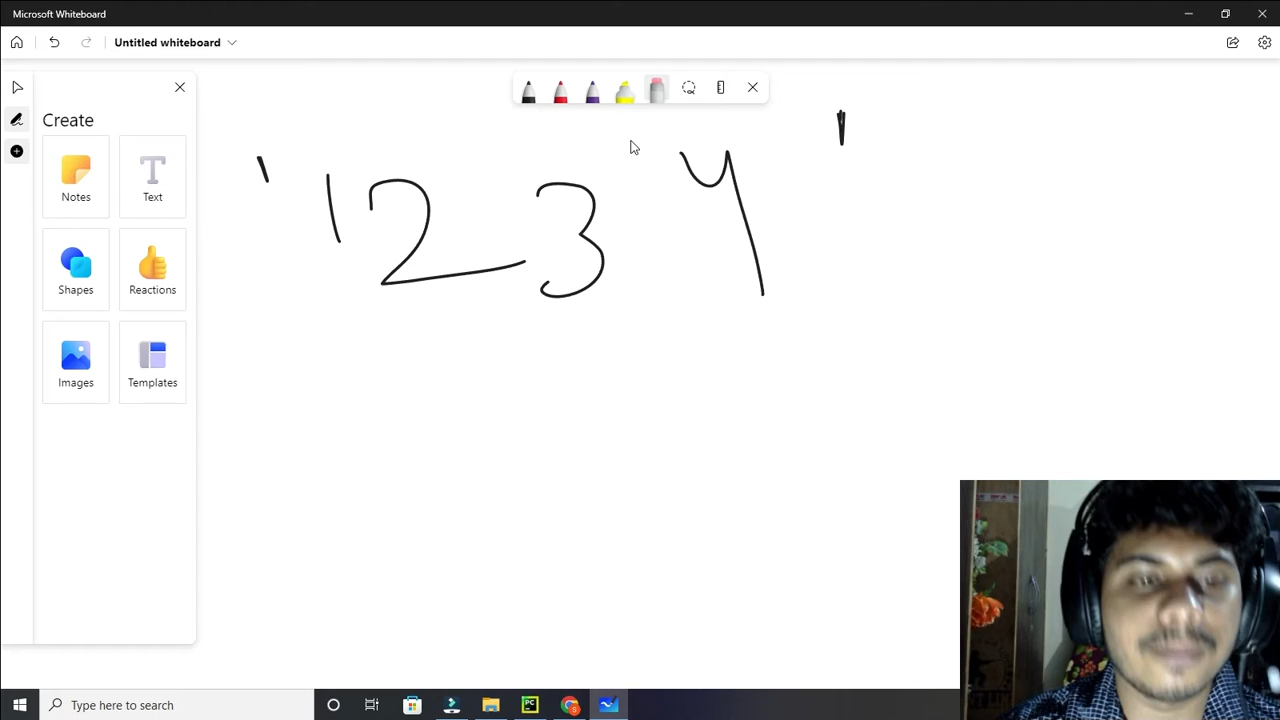 Microsoft Whiteboard
Untitled whiteboard
Create
Notes
Text
Shapes
Reactions
Images
Templates
' 1 2 3 4 "
PC
Type here to search